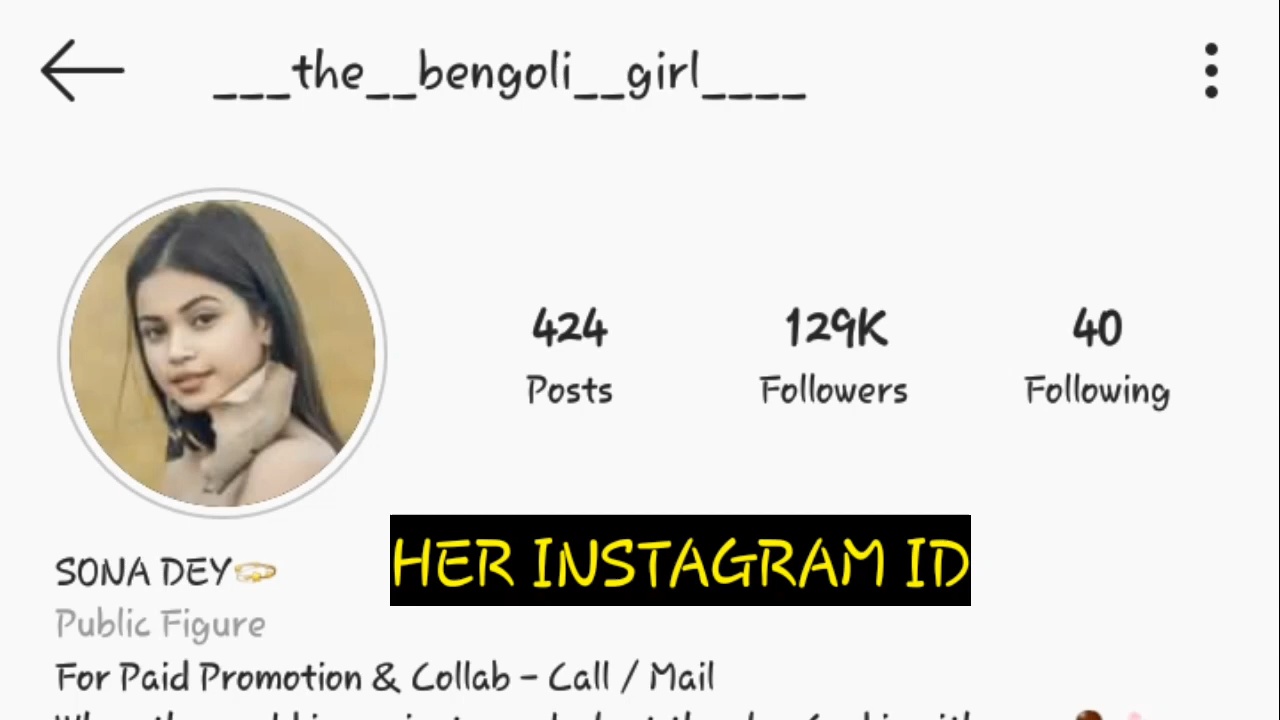 ___the__bengoli__girl____
424 129K 40
Posts Followers Following
HER INSTAGRAM ID
SONA DEY
Public Figure
For Paid Promotion & Collab - Call / Mail